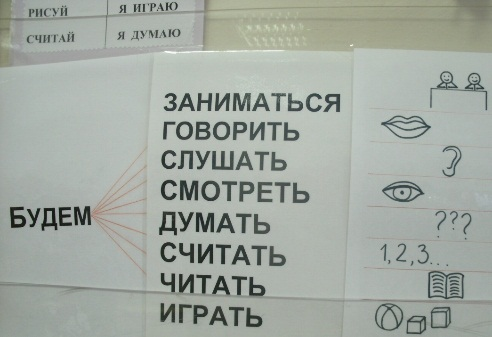 РИСУЙ Я ИГРАЮ
СЧИТАЙ Я ДУМАЮ
БУДЕМ
ЗАНИМАТЬСЯ
ГОВОРИТЬ
СЛУШАТЬ
СМОТРЕТЬ
ДУМАТЬ ???
СЧИТАТЬ 1,2,3...
ЧИТАТЬ
ИГРАТЬ